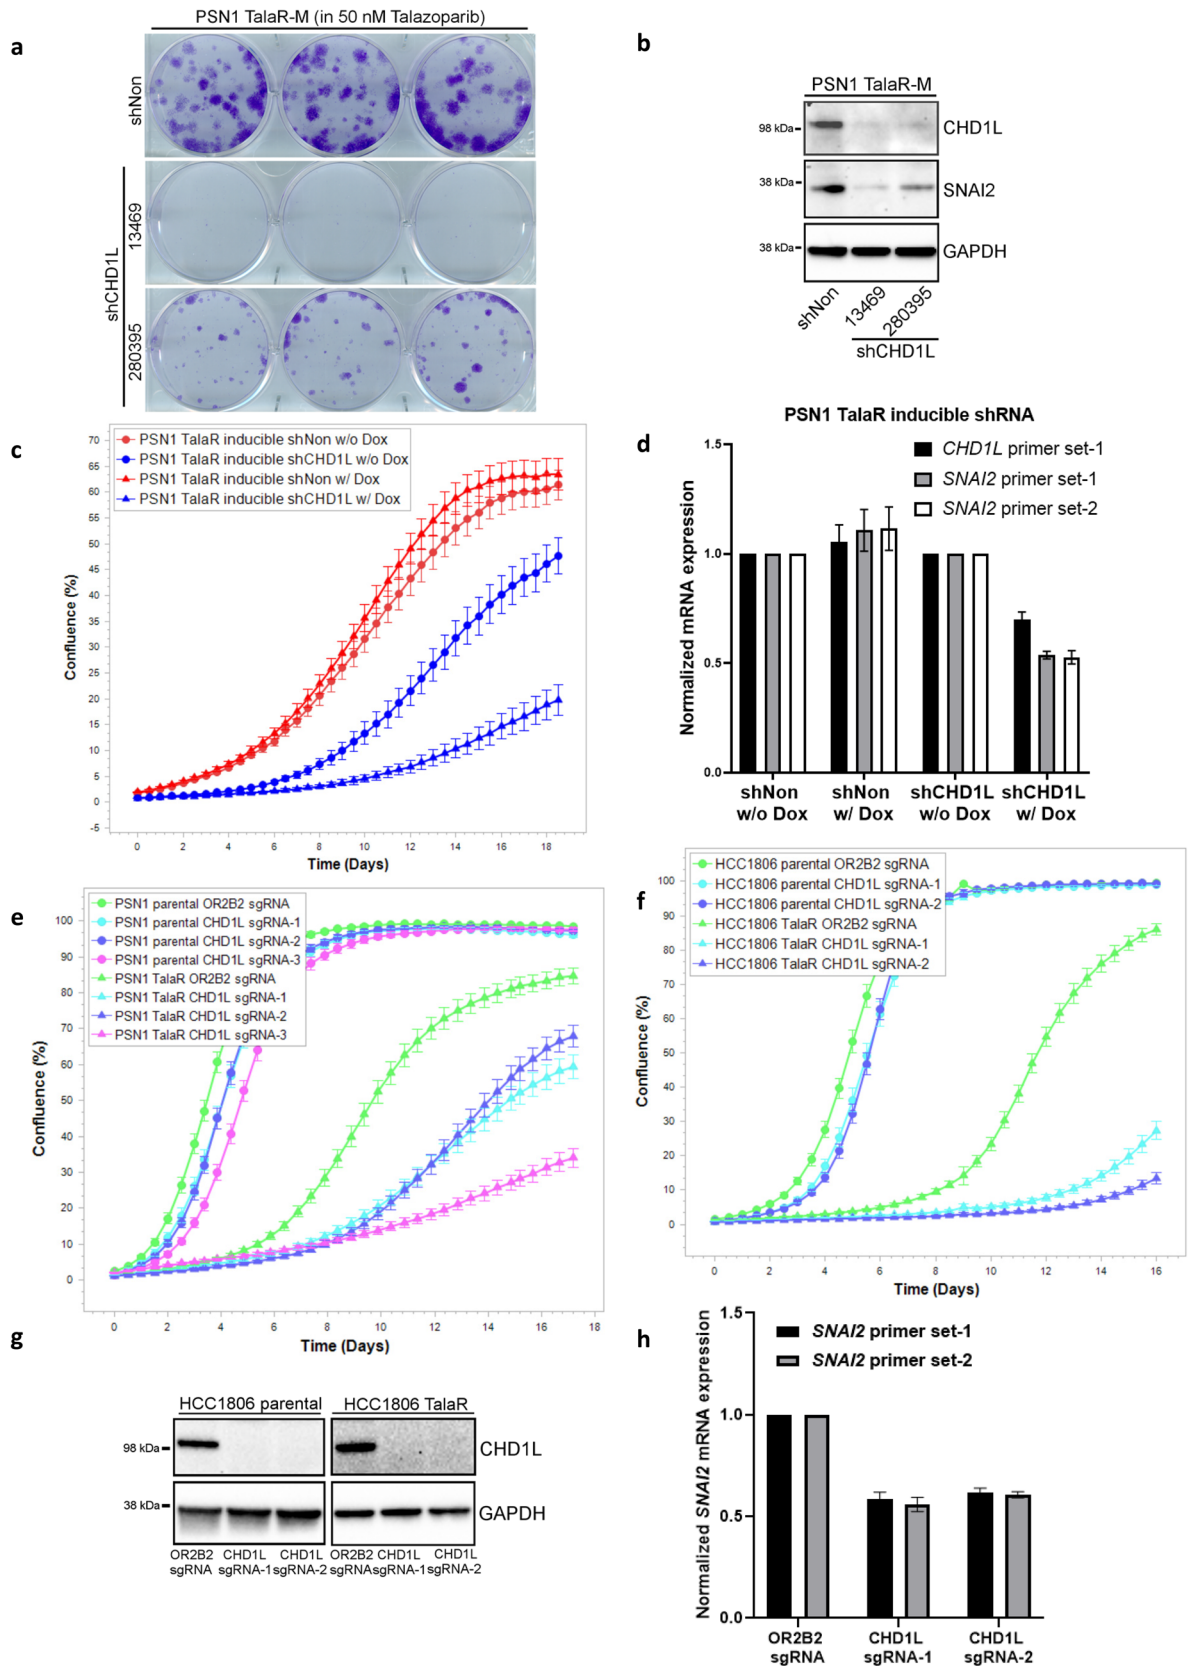 a
PSN1 TalaR-M (in 50 nM Talazoparib)
shNon
shCHD1L
13469
280395
b
PSN1 TalaR-M
98 kDa
CHD1L
38 kDa
SNAI2
38 kDa
GAPDH
shNon
13469
280395
shCHD1L
c
PSN1 TalaR inducible shNon w/o Dox
PSN1 TalaR inducible shCHD1L w/o Dox
PSN1 TalaR inducible shNon w/ Dox
PSN1 TalaR inducible shCHD1L w/ Dox
Confluence (%)
70
65
60
55
50
45
40
35
30
25
20
15
10
5
0
-5
0 2 4 6 8 10 12 14 16 18
Time (Days)
d
PSN1 TalaR inducible shRNA
CHD1L primer set-1
SNAI2 primer set-1
SNAI2 primer set-2
Normalized mRNA expression
1.5
1.0
0.5
0.0
shNon shNon shCHD1L shCHD1L
w/o Dox w/ Dox w/o Dox w/ Dox
e
PSN1 parental OR2B2 sgRNA
PSN1 parental CHD1L sgRNA-1
PSN1 parental CHD1L sgRNA-2
PSN1 parental CHD1L sgRNA-3
PSN1 TalaR OR2B2 sgRNA
PSN1 TalaR CHD1L sgRNA-1
PSN1 TalaR CHD1L sgRNA-2
PSN1 TalaR CHD1L sgRNA-3
Confluence (%)
100
90
80
70
60
50
40
30
20
10
0
0 2 4 6 8 10 12 14 16 18
Time (Days)
f
HCC1806 parental OR2B2 sgRNA
HCC1806 parental CHD1L sgRNA-1
HCC1806 parental CHD1L sgRNA-2
HCC1806 TalaR OR2B2 sgRNA
HCC1806 TalaR CHD1L sgRNA-1
HCC1806 TalaR CHD1L sgRNA-2
Confluence (%)
100
90
80
70
60
50
40
30
20
10
0
0 2 4 6 8 10 12 14 16
Time (Days)
g
HCC1806 parental HCC1806 TalaR
98 kDa
CHD1L
38 kDa
GAPDH
OR2B2 CHD1L CHD1L OR2B2 CHD1L CHD1L
sgRNA sgRNA-1 sgRNA-2 sgRNA sgRNA-1 sgRNA-2
h
SNAI2 primer set-1
SNAI2 primer set-2
Normalized SNAI2 mRNA expression
1.5
1.0
0.5
0.0
OR2B2 CHD1L CHD1L
sgRNA sgRNA-1 sgRNA-2